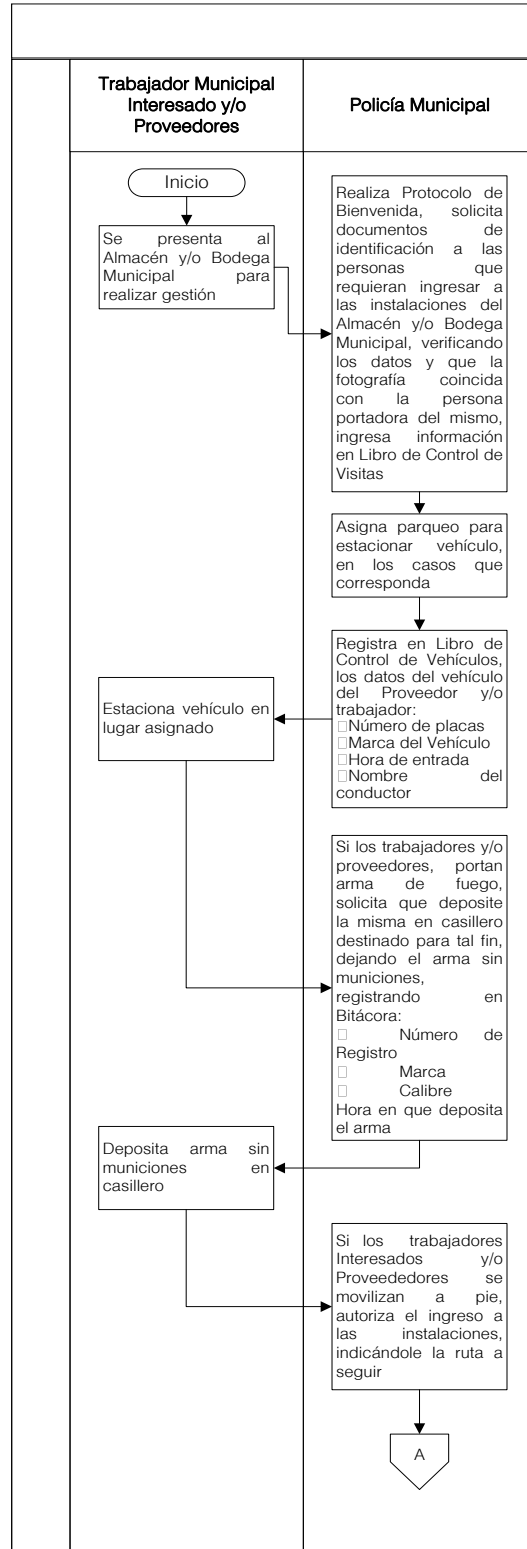 Trabajador Municipal
Interesado y/o
Proveedores
Policía Municipal
Inicio
Se presenta al
Almacén y/o Bodega
Municipal para
realizar gestión
Realiza Protocolo de
Bienvenida, solicita
documentos de
identificación a las
personas que
requieran ingresar a
las instalaciones del
Almacén y/o Bodega
Municipal, verificando
los datos y que la
fotografía coincida
con la persona
portadora del mismo,
ingresa información
en Libro de Control de
Visitas
Asigna parqueo para
estacionar vehículo,
en los casos que
corresponda
Registra en Libro de
Control de Vehículos,
los datos del vehículo
del Proveedor y/o
trabajador:
Número de placas
Marca del Vehículo
Hora de entrada
Nombre del
conductor
Estaciona vehículo en
lugar asignado
Si los trabajadores y/o
proveedores, portan
arma de fuego,
solicita que deposite
la misma en casillero
destinado para tal fin,
dejando el arma sin
municiones,
registrando en
Bitácora:
Número de
Registro
Marca
Calibre
Hora en que deposita
el arma
Deposita arma sin
municiones en
casillero
Si los trabajadores
Interesados y/o
Proveededores se
movilizan a pie,
autoriza el ingreso a
las instalaciones,
indicándole la ruta a
seguir
A